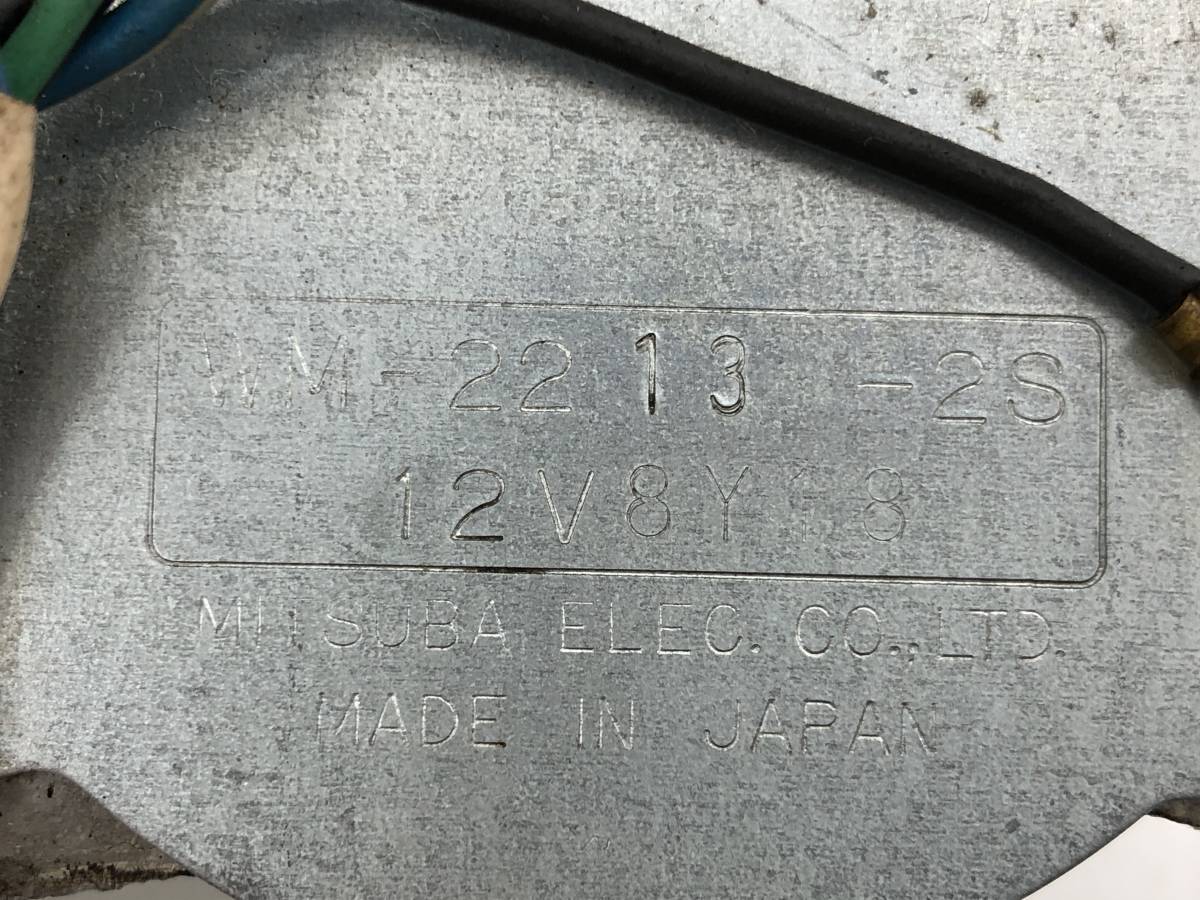 WM-2213-2S
12V8Y18
MITSUBA ELEC. CO., LTD.
MADE IN JAPAN